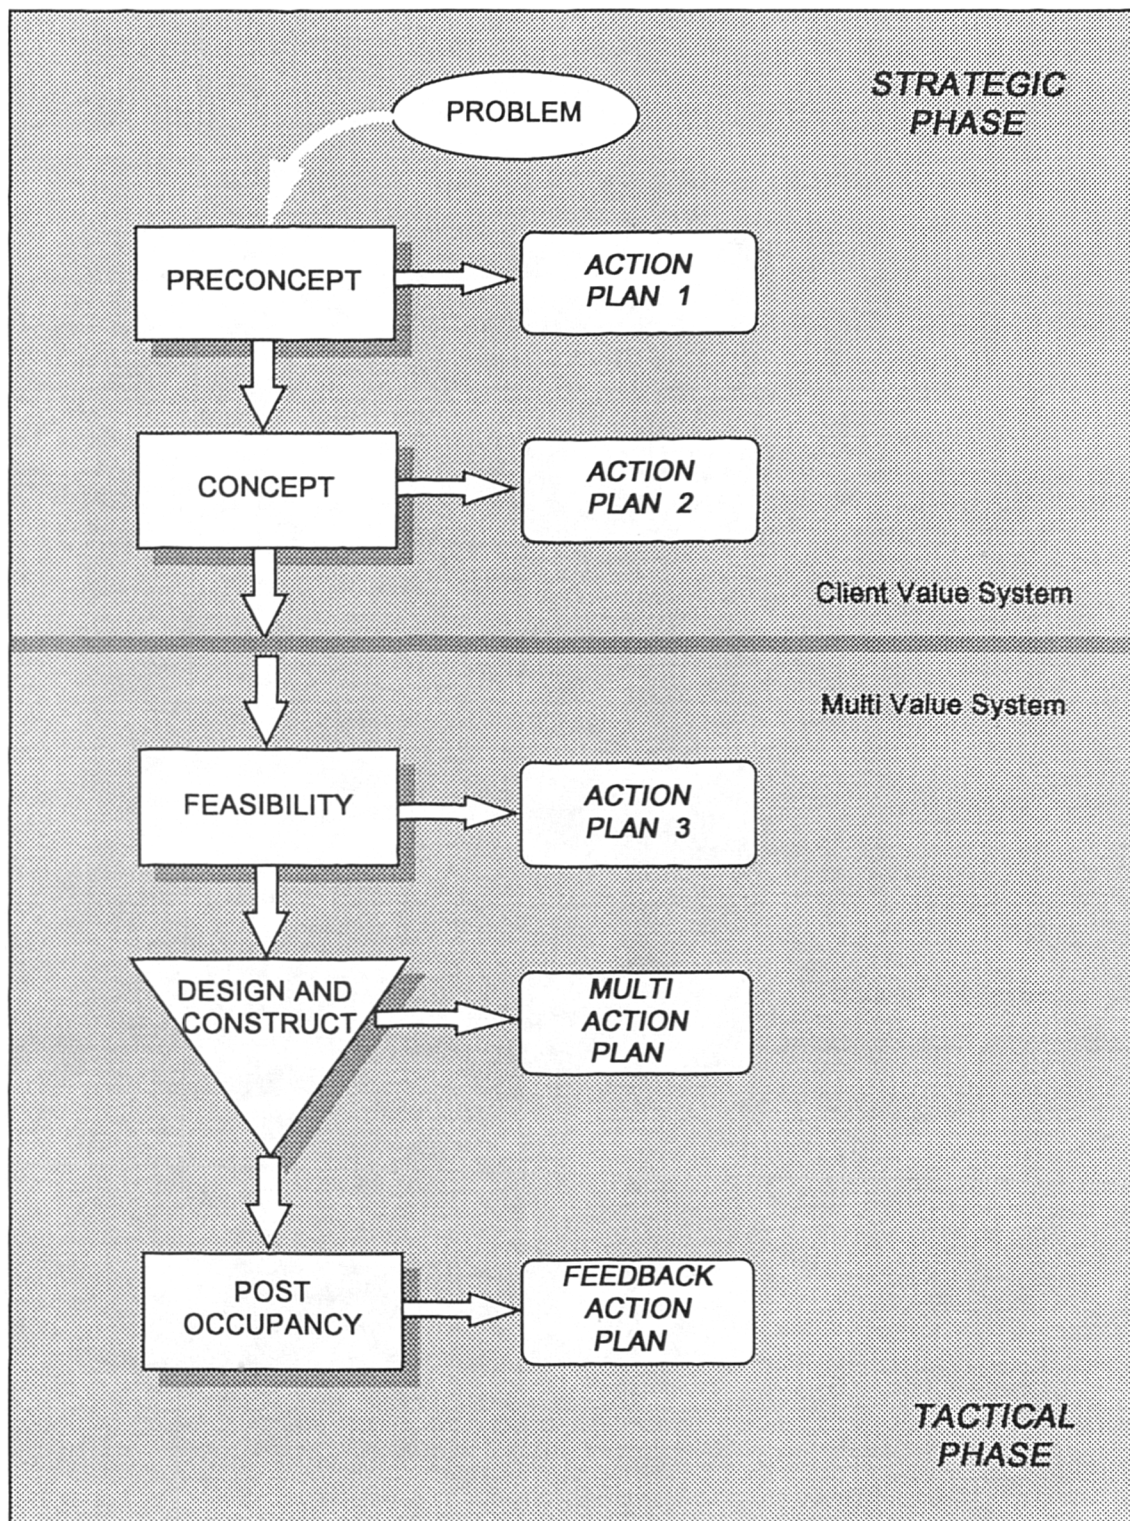 STRATEGIC
PHASE
PROBLEM
PRECONCEPT
ACTION
PLAN 1
CONCEPT
ACTION
PLAN 2
Client Value System
Multi Value System
FEASIBILITY
ACTION
PLAN 3
DESIGN AND
CONSTRUCT
MULTI
ACTION
PLAN
POST
OCCUPANCY
FEEDBACK
ACTION
PLAN
TACTICAL
PHASE